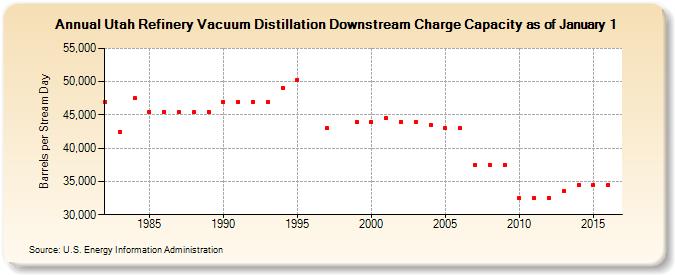 Annual Utah Refinery Vacuum Distillation Downstream Charge Capacity as of January 1
Barrels per Stream Day
55,000
50,000
45,000
40,000
35,000
30,000
1985 1990 1995 2000 2005 2010 2015
Source: U.S. Energy Information Administration